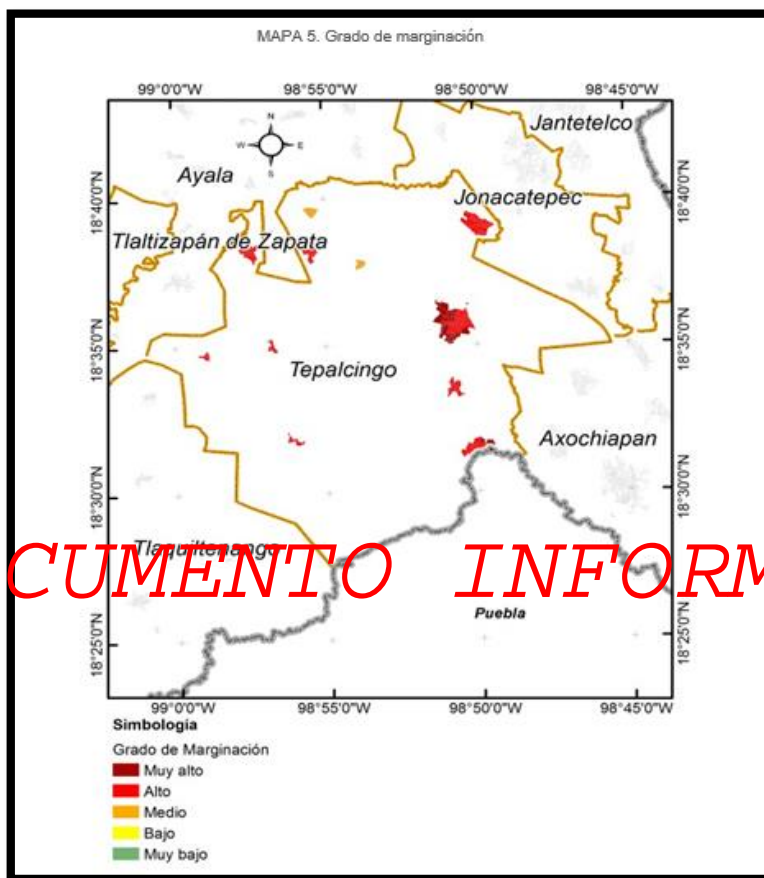 MAPA 5. Grado de marginación
99°0'0"W 98°55'0"W 98°50'0"W 98°45'0"W
N
W E
S
Jantetelco
Ayala
Jonacatepec
18°40'0"N 18°40'0"N
Tlaltizapán de Zapata
18°35'0"N 18°35'0"N
Tepalcingo
Axochiapan
18°30'0"N 18°30'0"N
Tlaquiltenango
CUMENTO INFORM
Puebla
18°25'0"N 18°25'0"N
99°0'0"W 98°55'0"W 98°50'0"W 98°45'0"W
Simbología
Grado de Marginación
Muy alto
Alto
Medio
Bajo
Muy bajo